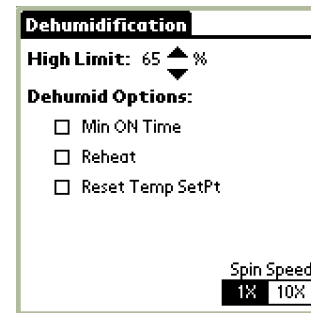 Dehumidification
High Limit: 65 %
Dehumid Options:
Min ON Time
Reheat
Reset Temp SetPt
Spin Speed
1X 10X